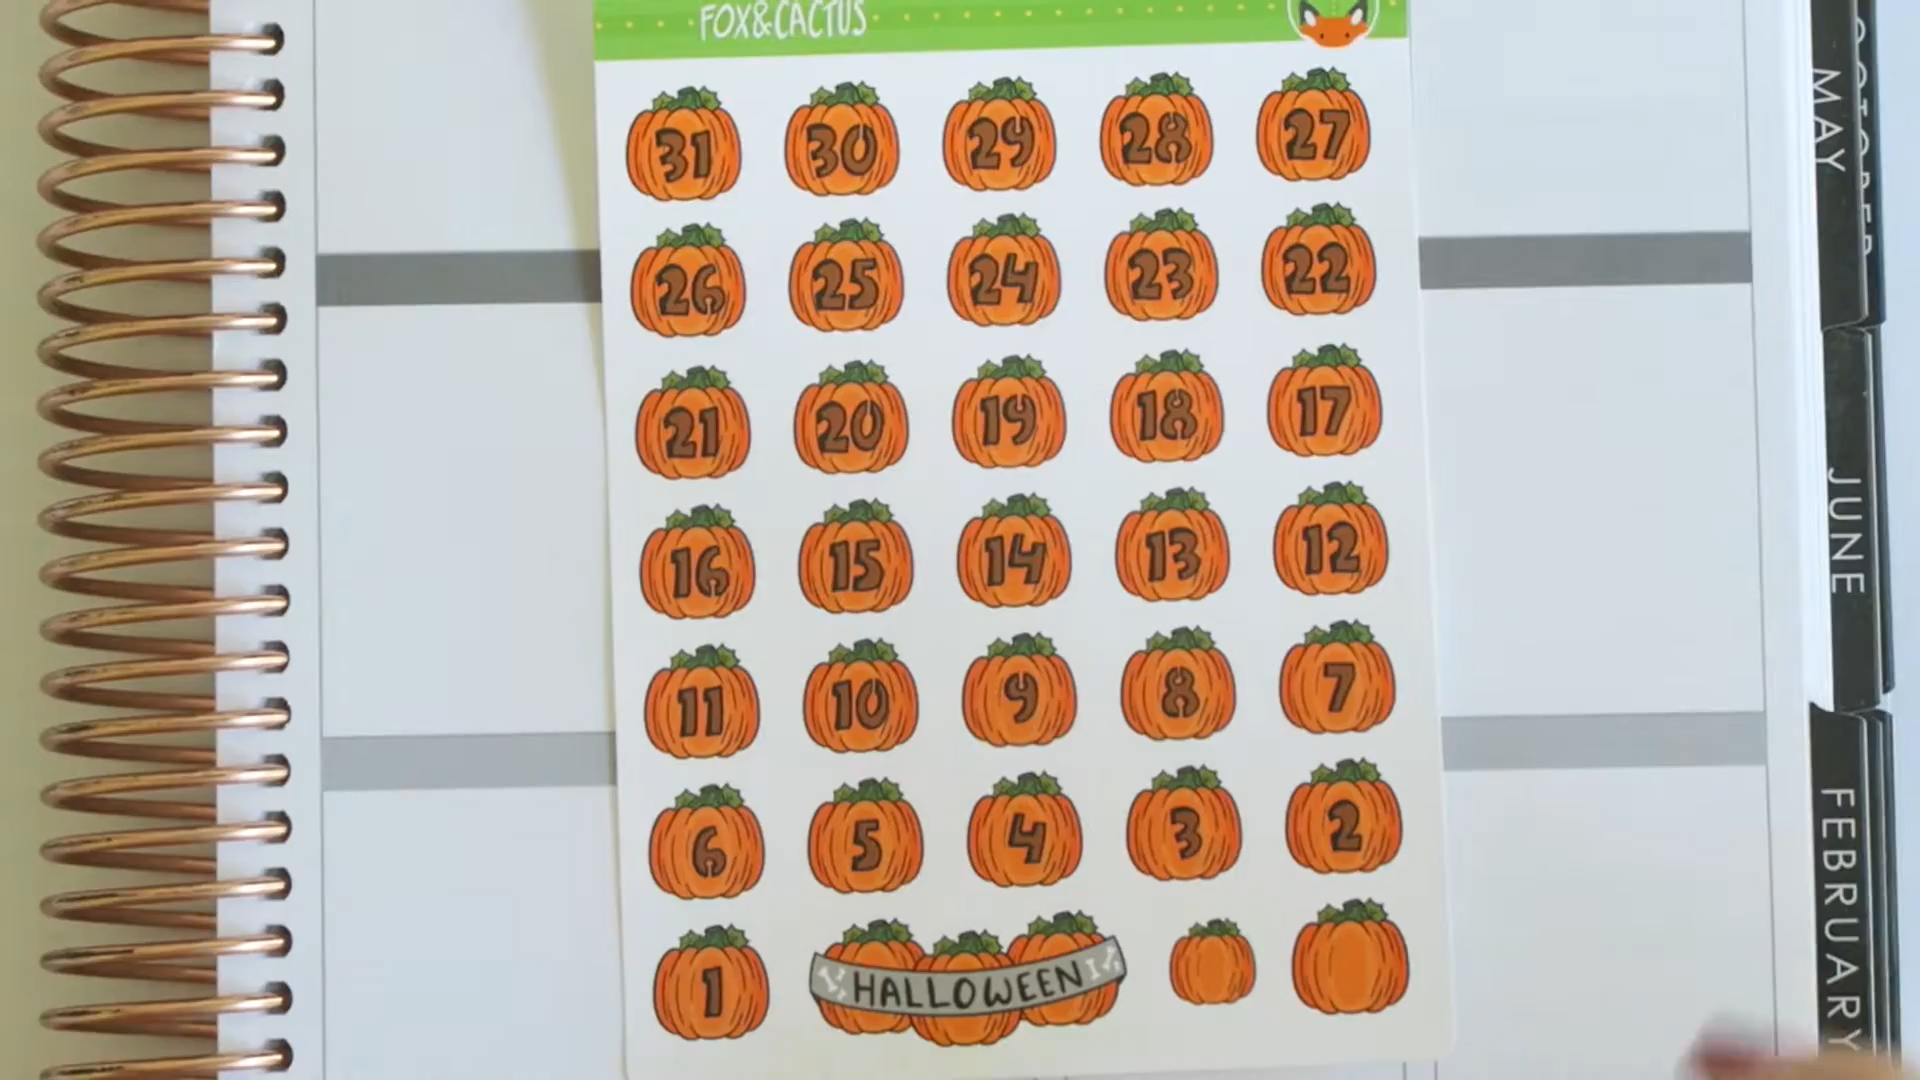 FOX&CACTUS
31 30 29 28 27
26 25 24 23 22
21 20 19 18 17
16 15 14 13 12
11 10 9 8 7
6 5 4 3 2
1 HALLOWEEN
OCTOBER
MAY
JUNE
FEBRUARY